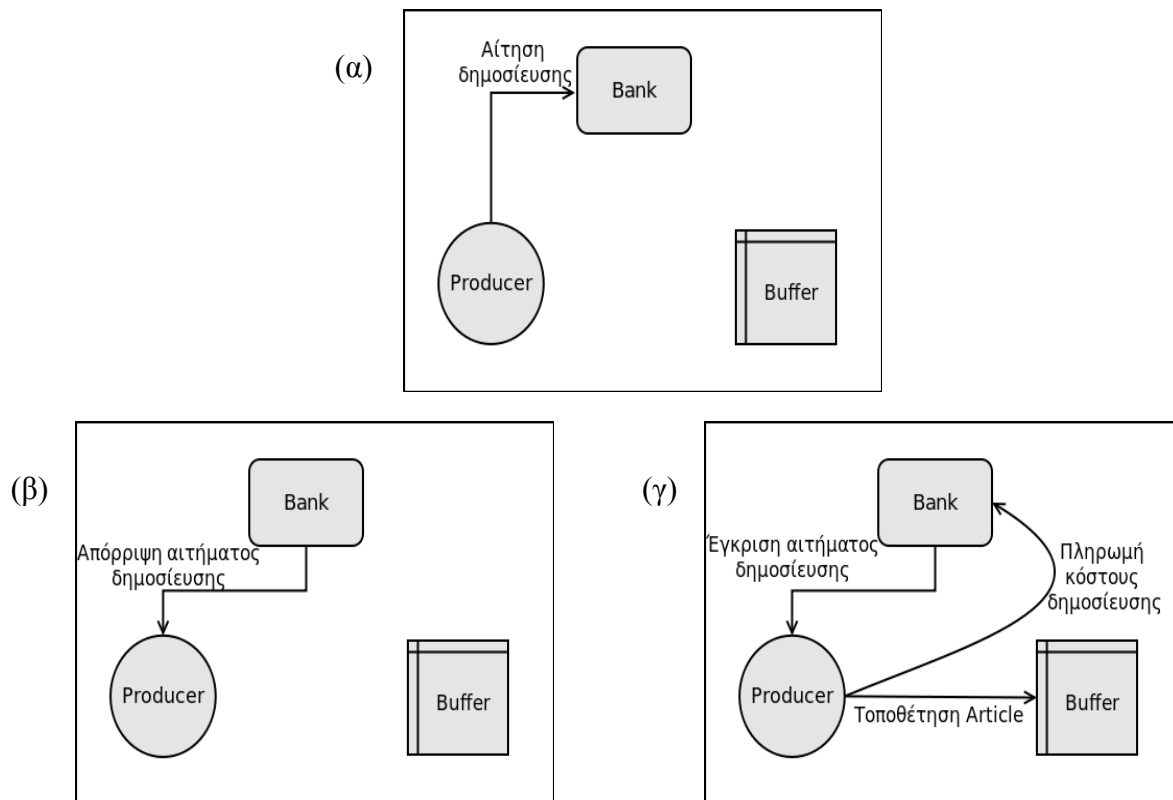 (α)
Αίτηση
δημοσίευσης
Bank
Producer
Buffer
(β)
Bank
Απόρριψη αιτήματος
δημοσίευσης
Producer
Buffer
(γ)
Bank
Έγκριση αιτήματος
δημοσίευσης
Πληρωμή
κόστους
δημοσίευσης
Producer
Τοποθέτηση Article
Buffer